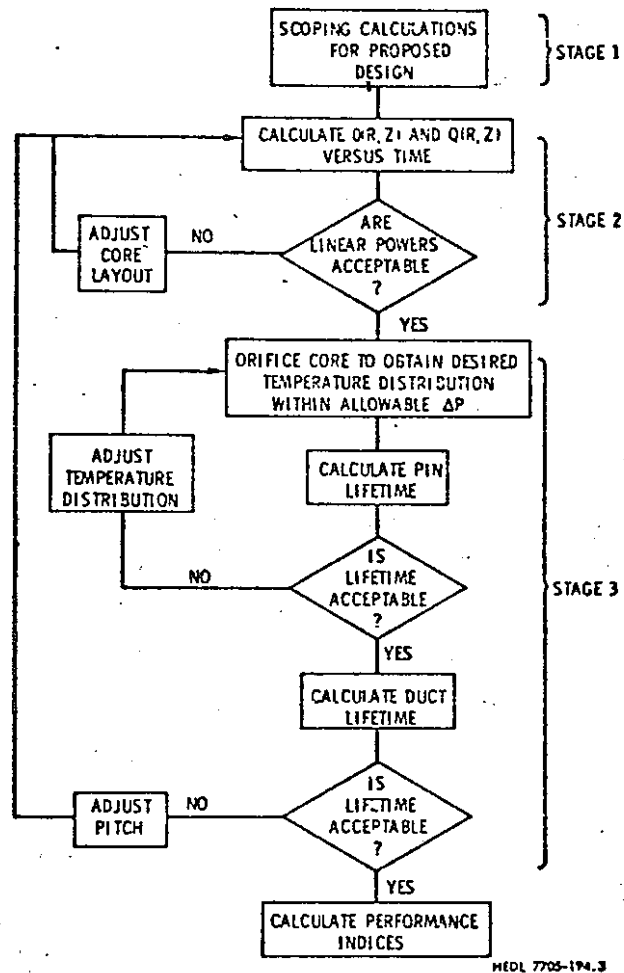 SCOPING CALCULATIONS
FOR PROPOSED
DESIGN
STAGE 1
CALCULATE O(R, Z) AND Q(R, Z)
VERSUS TIME
ADJUST
CORE
LAYOUT
NO
ARE
LINEAR POWERS
ACCEPTABLE
?
STAGE 2
YES
ORIFICE CORE TO OBTAIN DESIRED
TEMPERATURE DISTRIBUTION
WITHIN ALLOWABLE ΔP
ADJUST
TEMPERATURE
DISTRIBUTION
CALCULATE PIN
LIFETIME
NO
IS
LIFETIME
ACCEPTABLE
?
STAGE 3
YES
CALCULATE DUCT
LIFETIME
ADJUST
PITCH
NO
IS
LIFETIME
ACCEPTABLE
?
YES
CALCULATE PERFORMANCE
INDICES
HEDL 7705-194.3